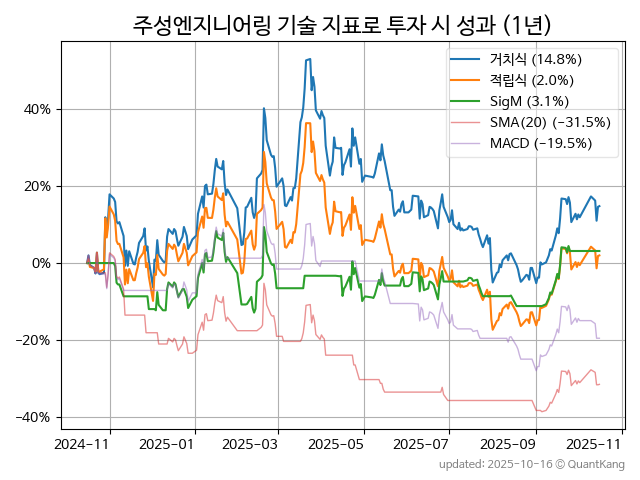 주성엔지니어링 기술 지표로 투자 시 성과 (1년)
거치식 (14.8%)
적립식 (2.0%)
SigM (3.1%)
SMA(20) (−31.5%)
MACD (−19.5%)
40%
20%
0%
−20%
−40%
2024-11 2025-01 2025-03 2025-05 2025-07 2025-09 2025-11
updated: 2025-10-16 © QuantKang